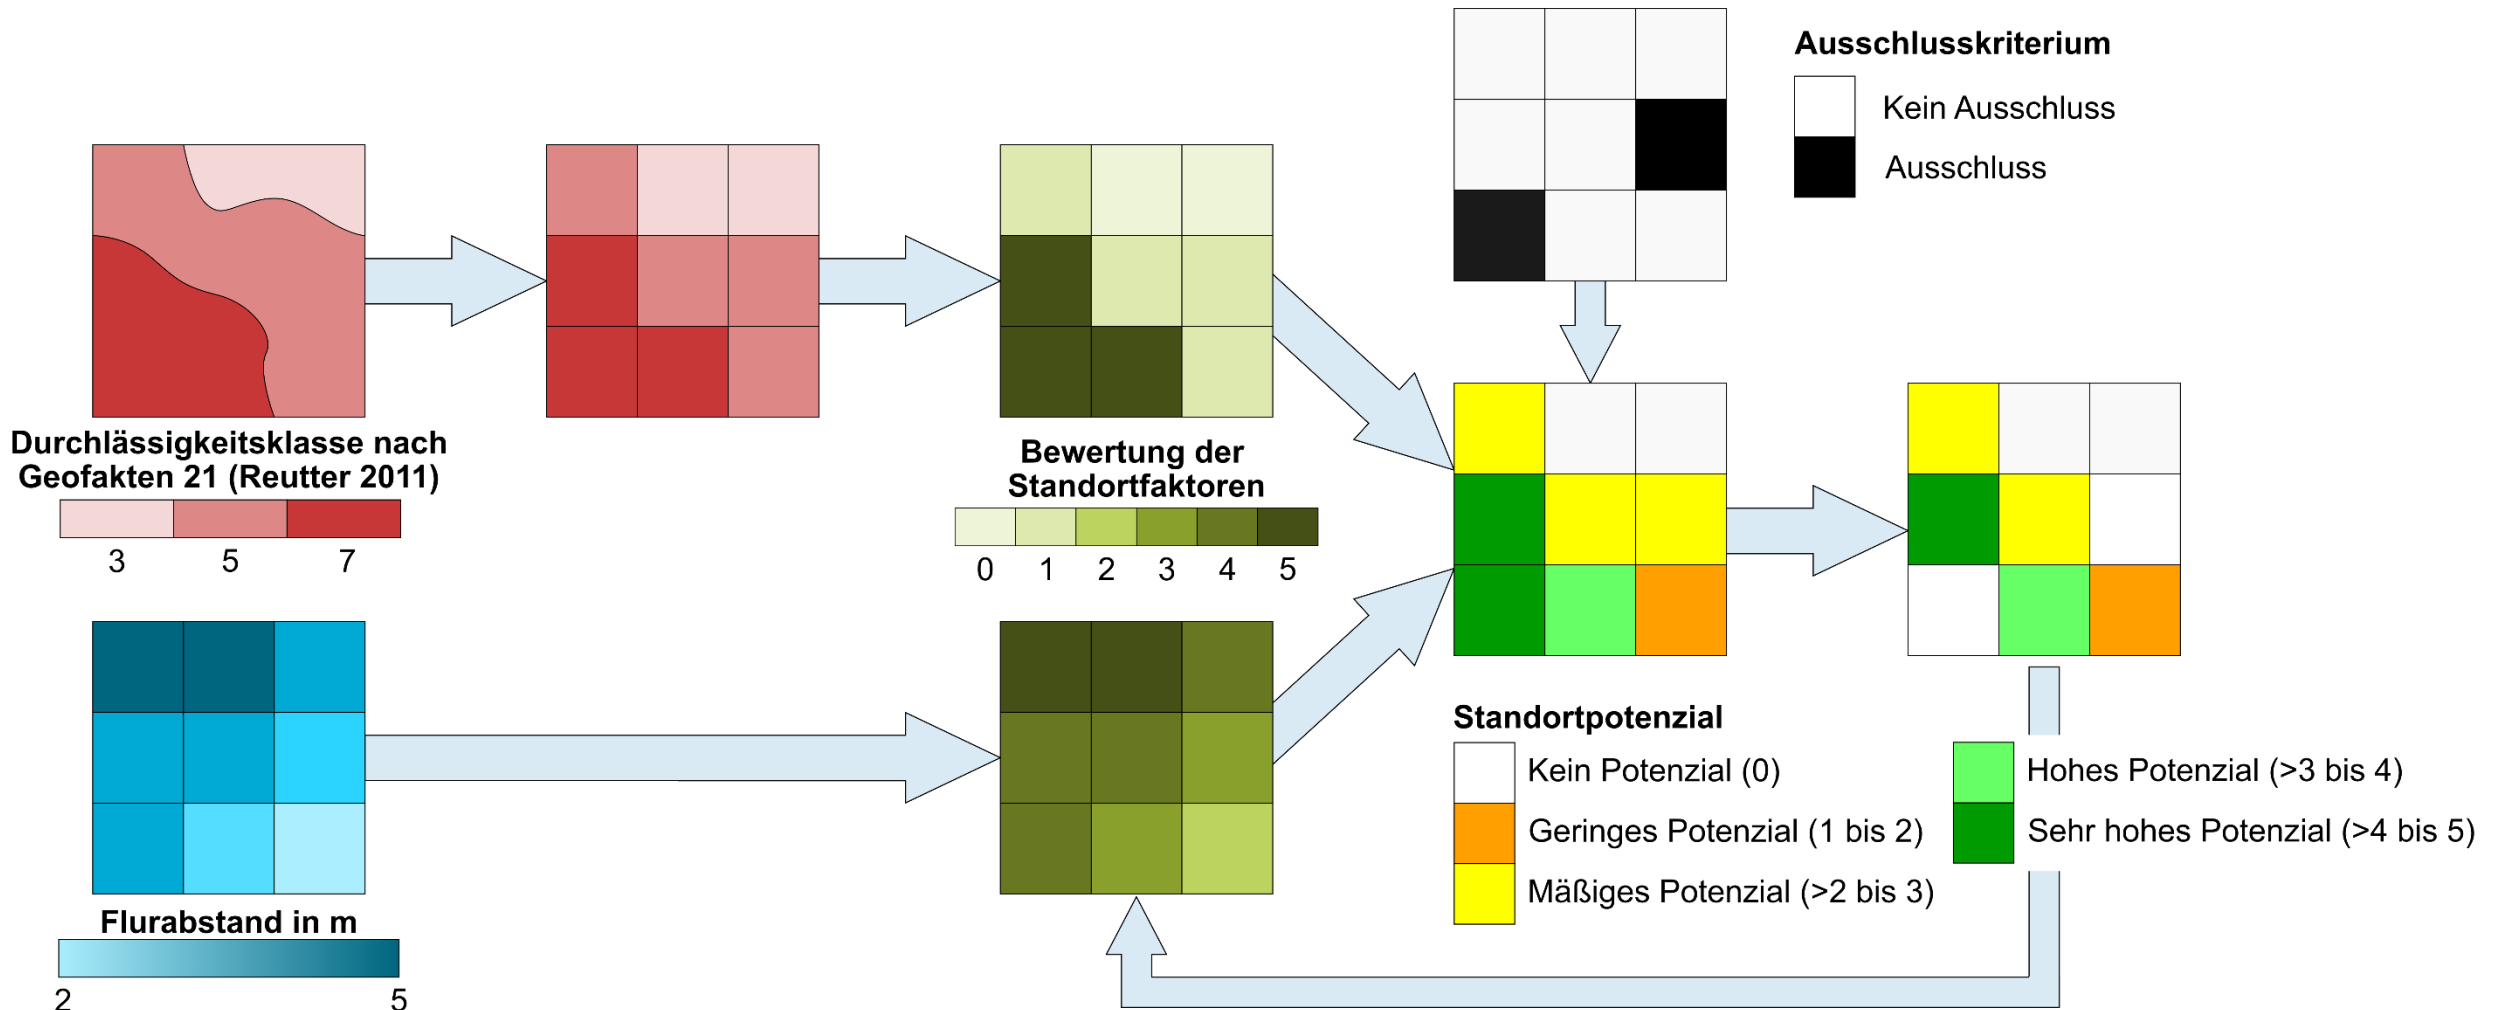 Ausschlusskriterium
Kein Ausschluss
Ausschluss
Durchlässigkeitsklasse nach
Geofakten 21 (Reutter 2011)
3 5 7
Bewertung der
Standortfaktoren
0 1 2 3 4 5
Flurabstand in m
2 5
Standortpotenzial
Kein Potenzial (0)
Geringes Potenzial (1 bis 2)
Mäßiges Potenzial (>2 bis 3)
Hohes Potenzial (>3 bis 4)
Sehr hohes Potenzial (>4 bis 5)